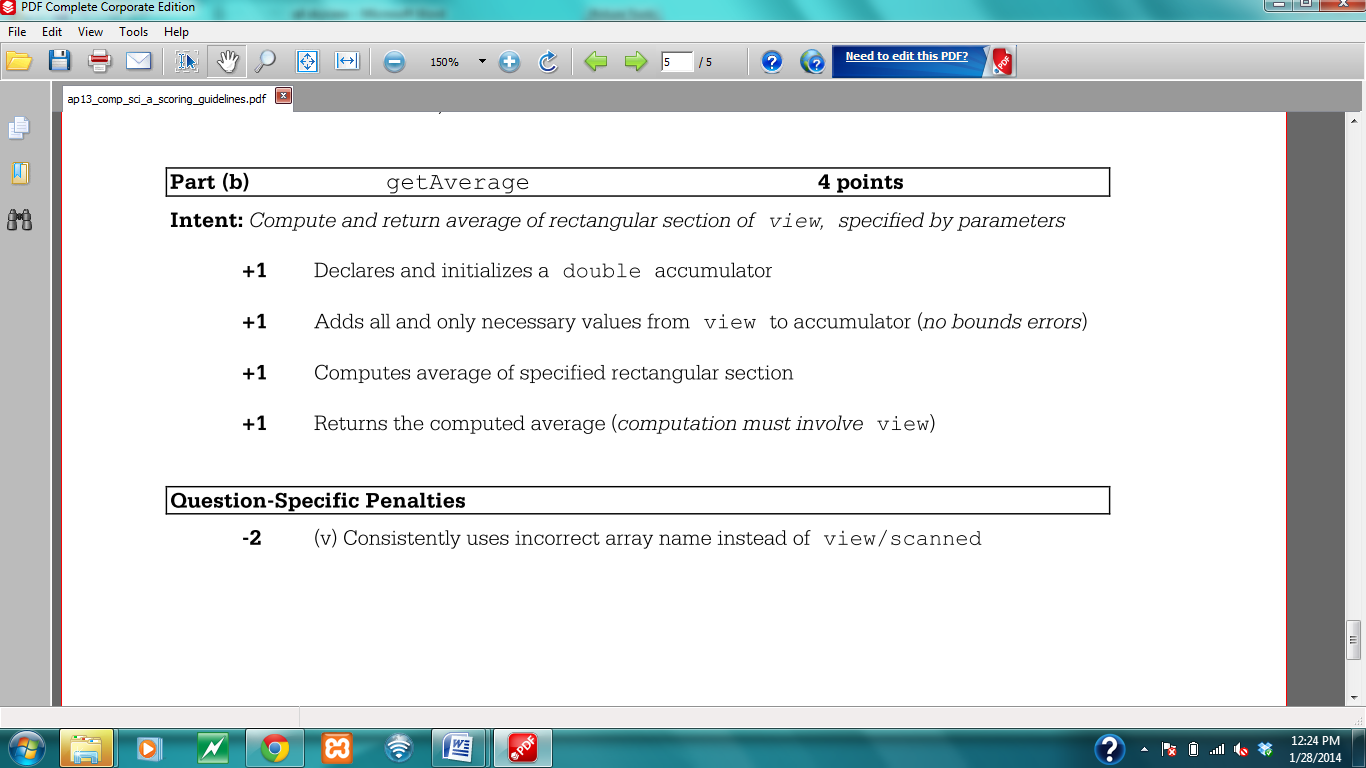 PDF Complete Corporate Edition
File Edit View Tools Help
150% 5 / 5 Need to edit this PDF? PDF
ap13_comp_sci_a_scoring_guidelines.pdf
Part (b) getAverage 4 points
Intent: Compute and return average of rectangular section of view, specified by parameters
+1 Declares and initializes a double accumulator
+1 Adds all and only necessary values from view to accumulator (no bounds errors)
+1 Computes average of specified rectangular section
+1 Returns the computed average (computation must involve view)
Question-Specific Penalties
-2 (v) Consistently uses incorrect array name instead of view/scanned
12:24 PM
1/28/2014